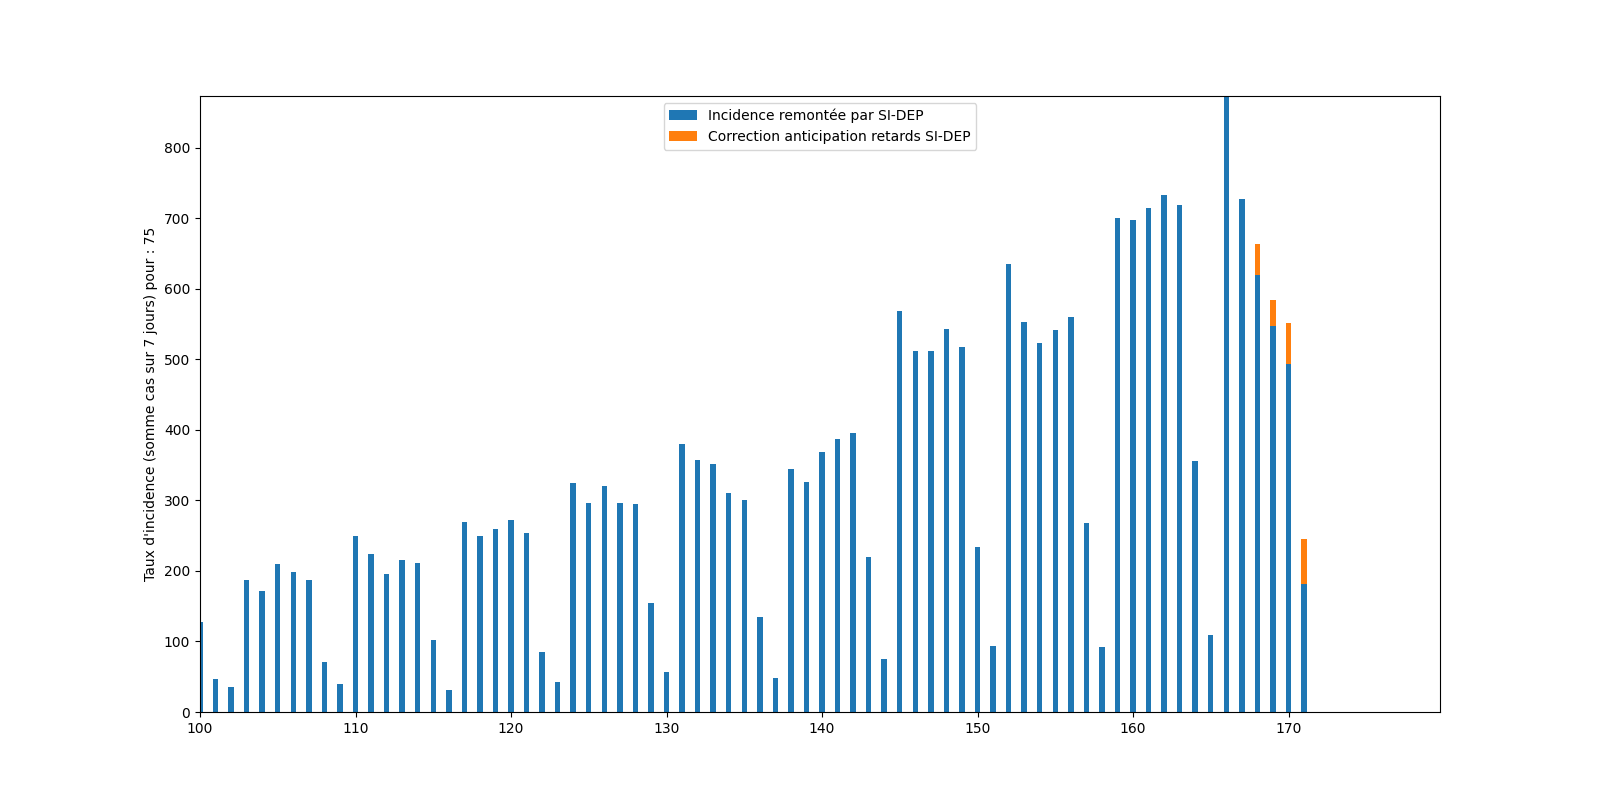 Incidence remontée par SI-DEP
Correction anticipation retards SI-DEP
Taux d'incidence (somme cas sur 7 jours) pour : 75
800
700
600
500
400
300
200
100
0
100 110 120 130 140 150 160 170